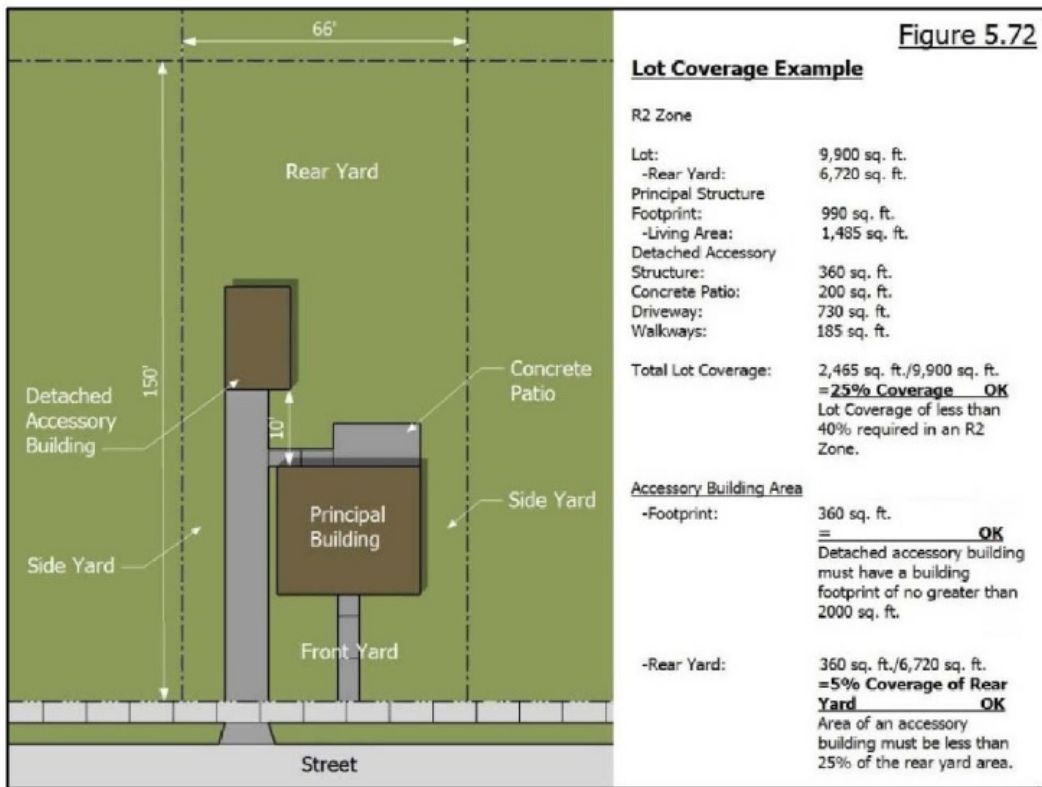 66'
Rear Yard
150'
Detached
Accessory
Building
Concrete
Patio
10'
Principal
Building
Side Yard
Side Yard
Front Yard
Street
Figure 5.72
Lot Coverage Example
R2 Zone
Lot: 9,900 sq. ft.
-Rear Yard: 6,720 sq. ft.
Principal Structure
Footprint: 990 sq. ft.
-Living Area: 1,485 sq. ft.
Detached Accessory
Structure: 360 sq. ft.
Concrete Patio: 200 sq. ft.
Driveway: 730 sq. ft.
Walkways: 185 sq. ft.
Total Lot Coverage: 2,465 sq. ft./9,900 sq. ft.
=25% Coverage OK
Lot Coverage of less than
40% required in an R2
Zone.
Accessory Building Area
-Footprint: 360 sq. ft.
= OK
Detached accessory building
must have a building
footprint of no greater than
2000 sq. ft.
-Rear Yard: 360 sq. ft./6,720 sq. ft.
=5% Coverage of Rear
Yard OK
Area of an accessory
building must be less than
25% of the rear yard area.